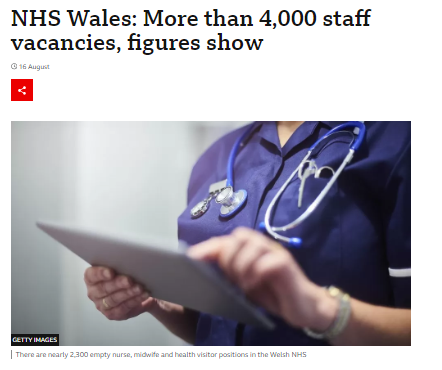 NHS Wales: More than 4,000 staff
vacancies, figures show
16 August
GETTY IMAGES
There are nearly 2,300 empty nurse, midwife and health visitor positions in the Welsh NHS